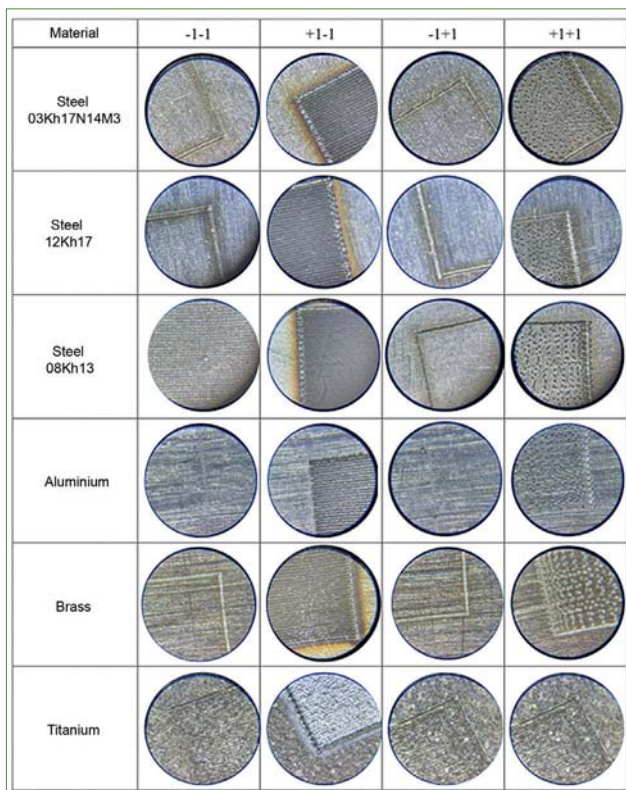 Material -1-1 +1-1 -1+1 +1+1
Steel
03Kh17N14M3
Steel
12Kh17
Steel
08Kh13
Aluminium
Brass
Titanium